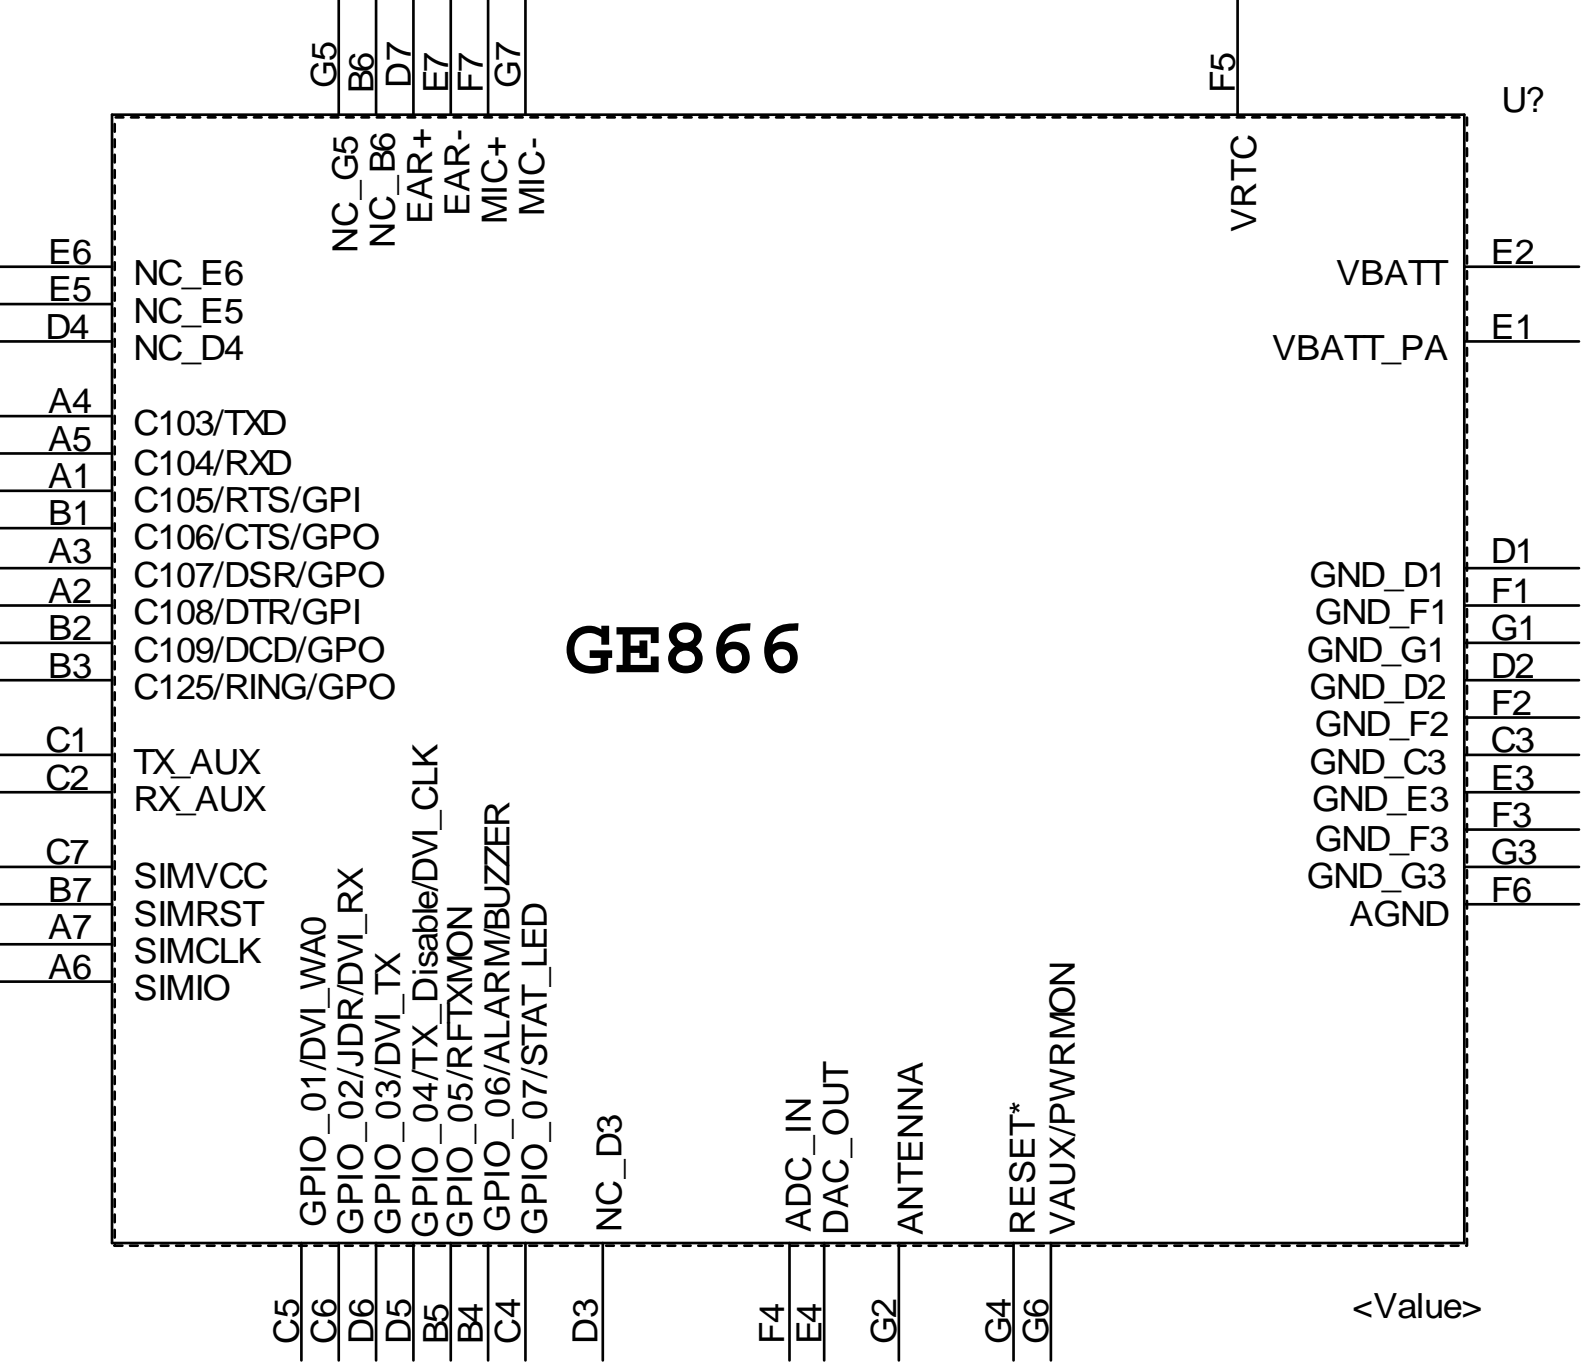 G5
B6
D7
E7
F7
G7
F5
U?
NC_G5
NC_B6
EAR+
EAR-
MIC+
MIC-
VRTC
E6 NC_E6
E5 NC_E5
D4 NC_D4
A4 C103/TXD
A5 C104/RXD
A1 C105/RTS/GPI
B1 C106/CTS/GPO
A3 C107/DSR/GPO
A2 C108/DTR/GPI
B2 C109/DCD/GPO
B3 C125/RING/GPO
C1 TX_AUX
C2 RX_AUX
C7 SIMVCC
B7 SIMRST
A7 SIMCLK
A6 SIMIO
GE866
VBATT E2
VBATT_PA E1
GND_D1 D1
GND_F1 F1
GND_G1 G1
GND_D2 D2
GND_F2 F2
GND_C3 C3
GND_E3 E3
GND_F3 F3
GND_G3 G3
AGND F6
GPIO_01/DVI_WA0
GPIO_02/JDR/DVI_RX
GPIO_03/DVI_TX
GPIO_04/TX_Disable/DVI_CLK
GPIO_05/RFTXMON
GPIO_06/ALARM/BUZZER
GPIO_07/STAT_LED
NC_D3
ADC_IN
DAC_OUT
ANTENNA
RESET*
VAUX/PWRMON
C5
C6
D6
D5
B5
B4
C4
D3
F4
E4
G2
G4
G6
<Value>